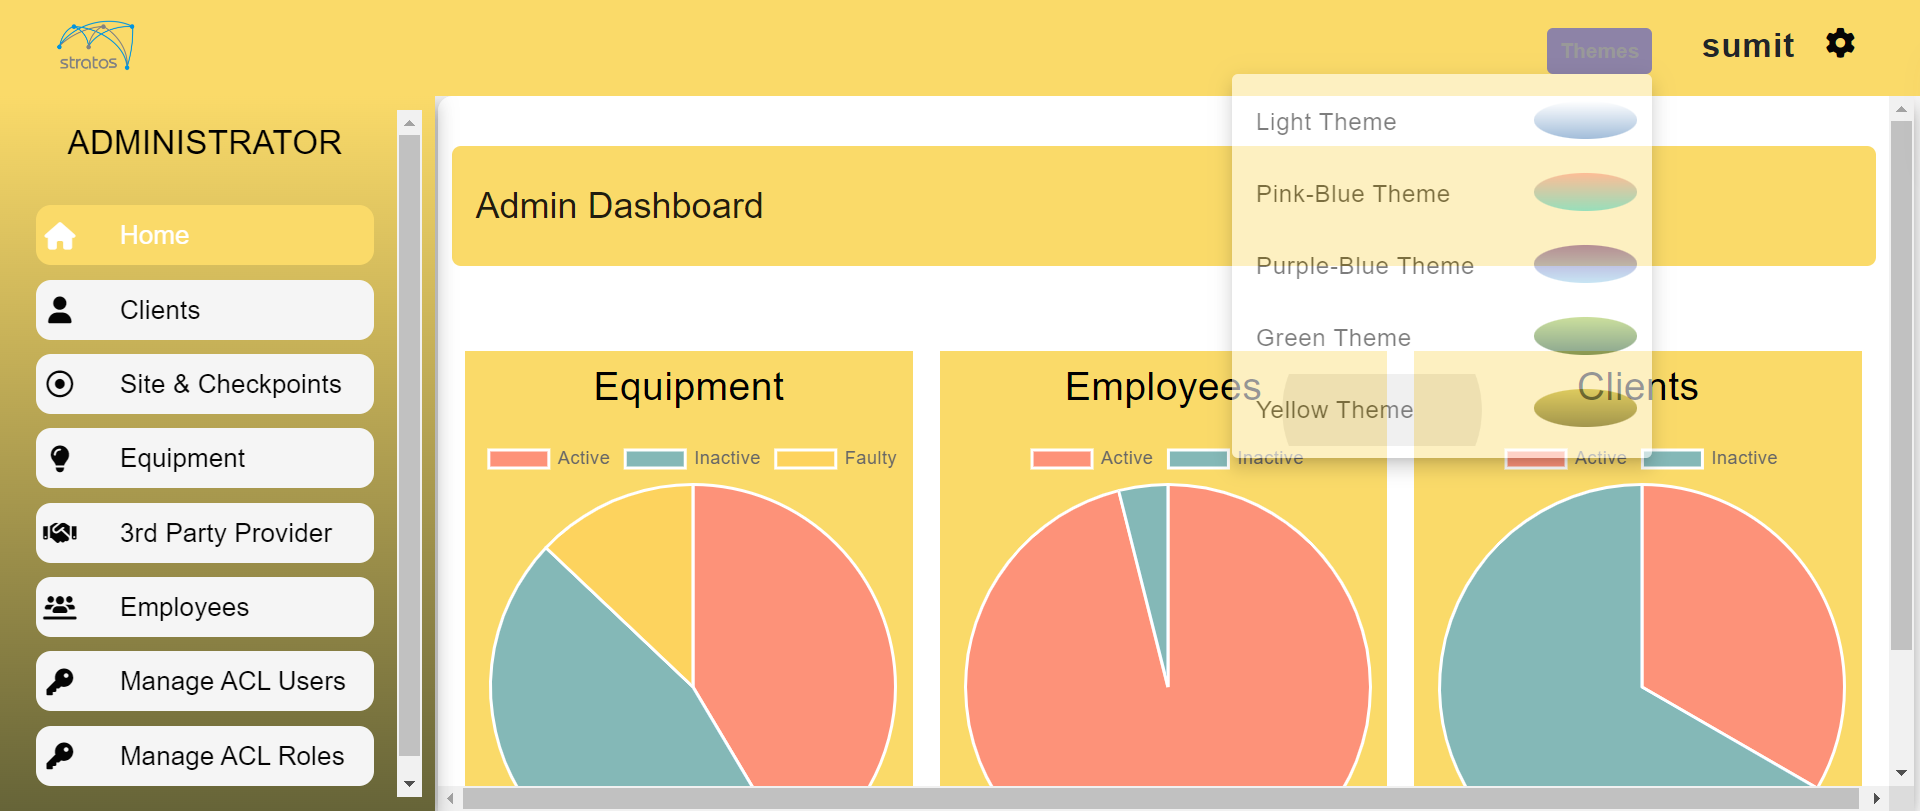 stratos
Themes
sumit
ADMINISTRATOR
Home
Clients
Site & Checkpoints
Equipment
3rd Party Provider
Employees
Manage ACL Users
Manage ACL Roles
Admin Dashboard
Light Theme
Pink-Blue Theme
Purple-Blue Theme
Green Theme
Yellow Theme
Equipment
Active Inactive Faulty
Employees
Active Inactive
Clients
Active Inactive